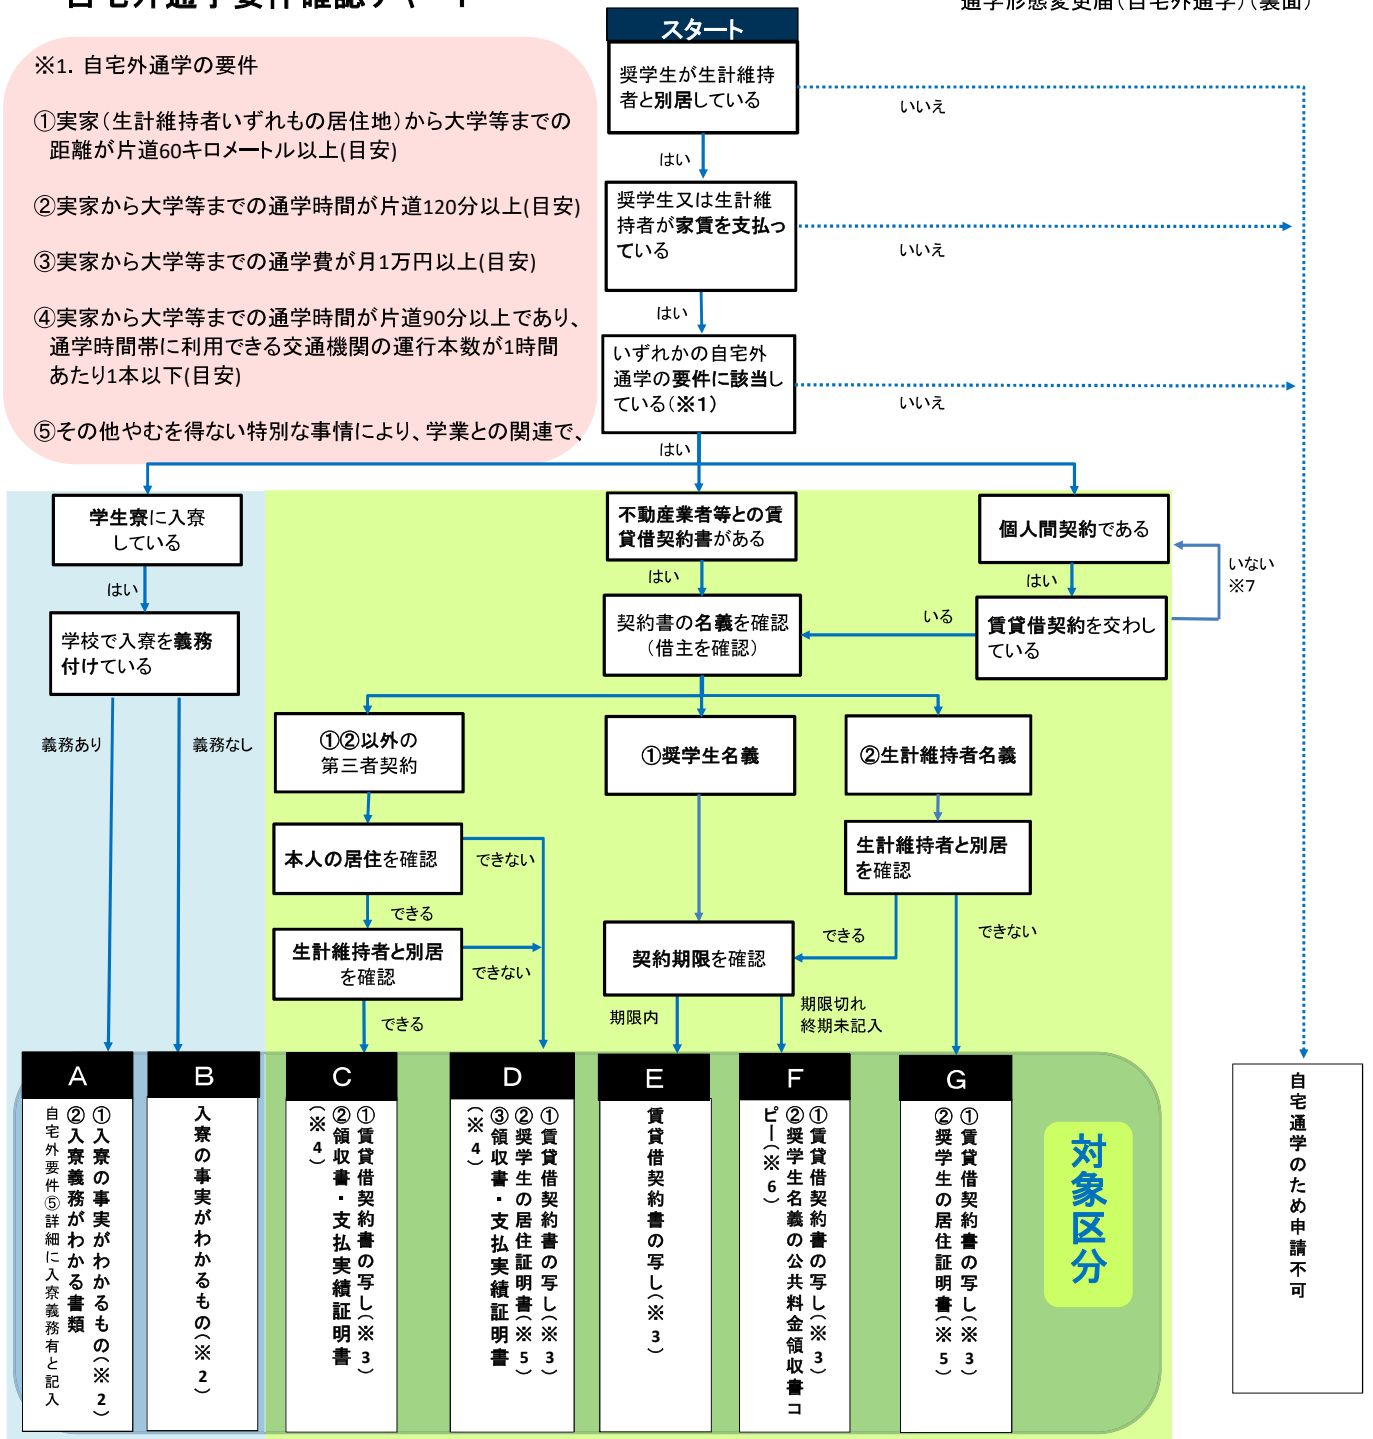 自宅外通学要件確認チャート
通学形態変更届(自宅外通学)(裏面)
※1. 自宅外通学の要件
①実家(生計維持者いずれもの居住地)から大学等までの
距離が片道60キロメートル以上(目安)
②実家から大学等までの通学時間が片道120分以上(目安)
③実家から大学等までの通学費が月1万円以上(目安)
④実家から大学等までの通学時間が片道90分以上であり、
通学時間帯に利用できる交通機関の運行本数が1時間
あたり1本以下(目安)
⑤その他やむを得ない特別な事情により、学業との関連で、
スタート
奨学生が生計維持
者と別居している
いいえ
はい
奨学生又は生計維
持者が家賃を支払っ
ている
いいえ
はい
いずれかの自宅外
通学の要件に該当し
ている(※1)
いいえ
はい
学生寮に入寮
している
はい
学校で入寮を義務
付けている
義務あり
義務なし
不動産業者等との賃
貸借契約書がある
はい
契約書の名義を確認
(借主を確認)
個人間契約である
はい
いない
※7
賃貸借契約を交わし
ている
いる
①②以外の
第三者契約
①奨学生名義
②生計維持者名義
本人の居住を確認
できない
できる
生計維持者と別居
を確認
できない
できる
生計維持者と別居
を確認
できる
できない
契約期限を確認
期限内
期限切れ
終期未記入
A
①入寮の事実がわかるもの(※2)
②入寮義務がわかる書類
自宅外要件⑤詳細に入寮義務有と記入
B
入寮の事実がわかるもの(※2)
C
①賃貸借契約書の写し(※3)
②領収書・支払実績証明書
(※4)
D
①賃貸借契約書の写し(※3)
②奨学生の居住証明書(※5)
③領収書・支払実績証明書
(※4)
E
賃貸借契約書の写し(※3)
F
①賃貸借契約書の写し(※3)
②奨学生名義の公共料金領収書コ
ピー(※6)
G
①賃貸借契約書の写し(※3)
②奨学生の居住証明書(※5)
対象区分
自宅通学のため申請不可